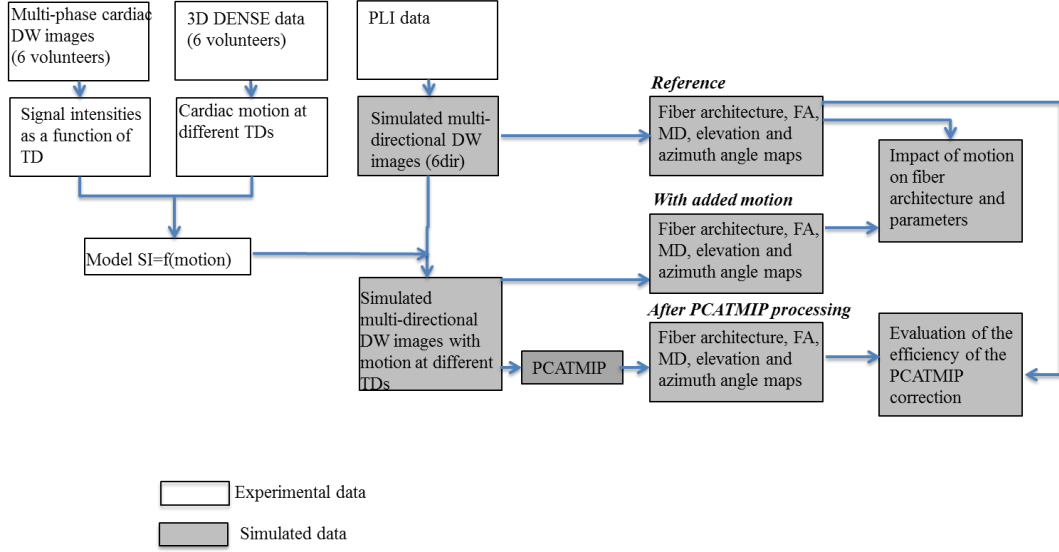 Multi-phase cardiac
DW images
(6 volunteers)
3D DENSE data
(6 volunteers)
PLI data
Signal intensities
as a function of
TD
Cardiac motion at
different TDs
Simulated multi-
directional DW
images (6dir)
Reference
Fiber architecture, FA,
MD, elevation and
azimuth angle maps
Impact of motion
on fiber
architecture and
parameters
With added motion
Fiber architecture, FA,
MD, elevation and
azimuth angle maps
Model SI=f(motion)
Simulated
multi-directional
DW images with
motion at different
TDs
PCATMIP
After PCATMIP processing
Fiber architecture, FA,
MD, elevation and
azimuth angle maps
Evaluation of the
efficiency of the
PCATMIP
correction
Experimental data
Simulated data